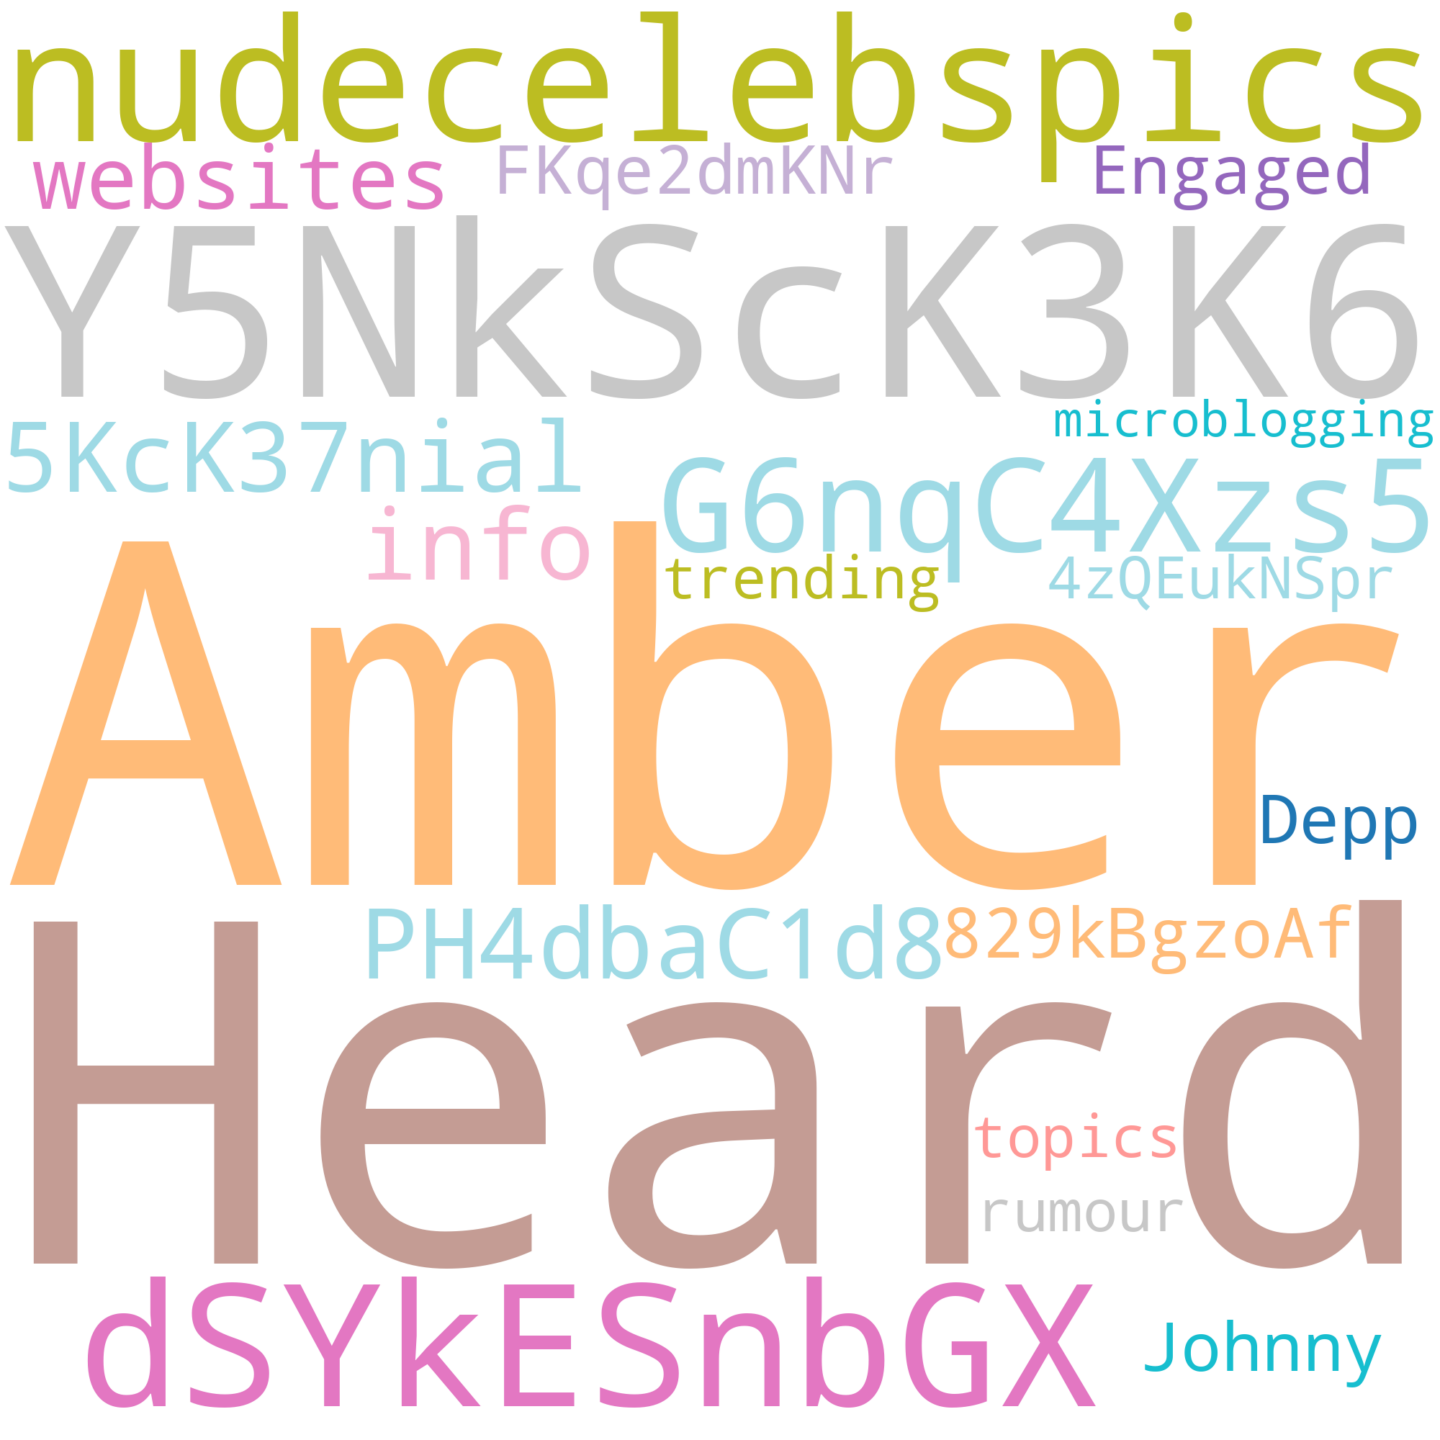 nudecelebspics
websites FKqe2dmKNr Engaged
Y5NkScK3K6
microblogging
5KcK37nial G6nqC4Xzs5
info trending 4zQEukNSpr
Amber
Depp
PH4dbaC1d8 829kBgzoAf
Heard
topics
rumour
dSYkESnbGX Johnny